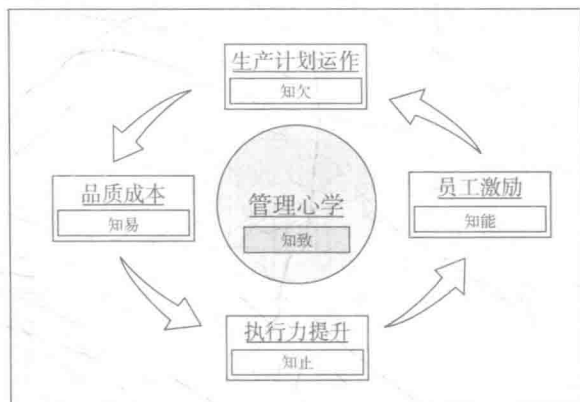 生产计划运作
知欠
品质成本
知易
员工激励
知能
管理心学
知致
执行力提升
知止